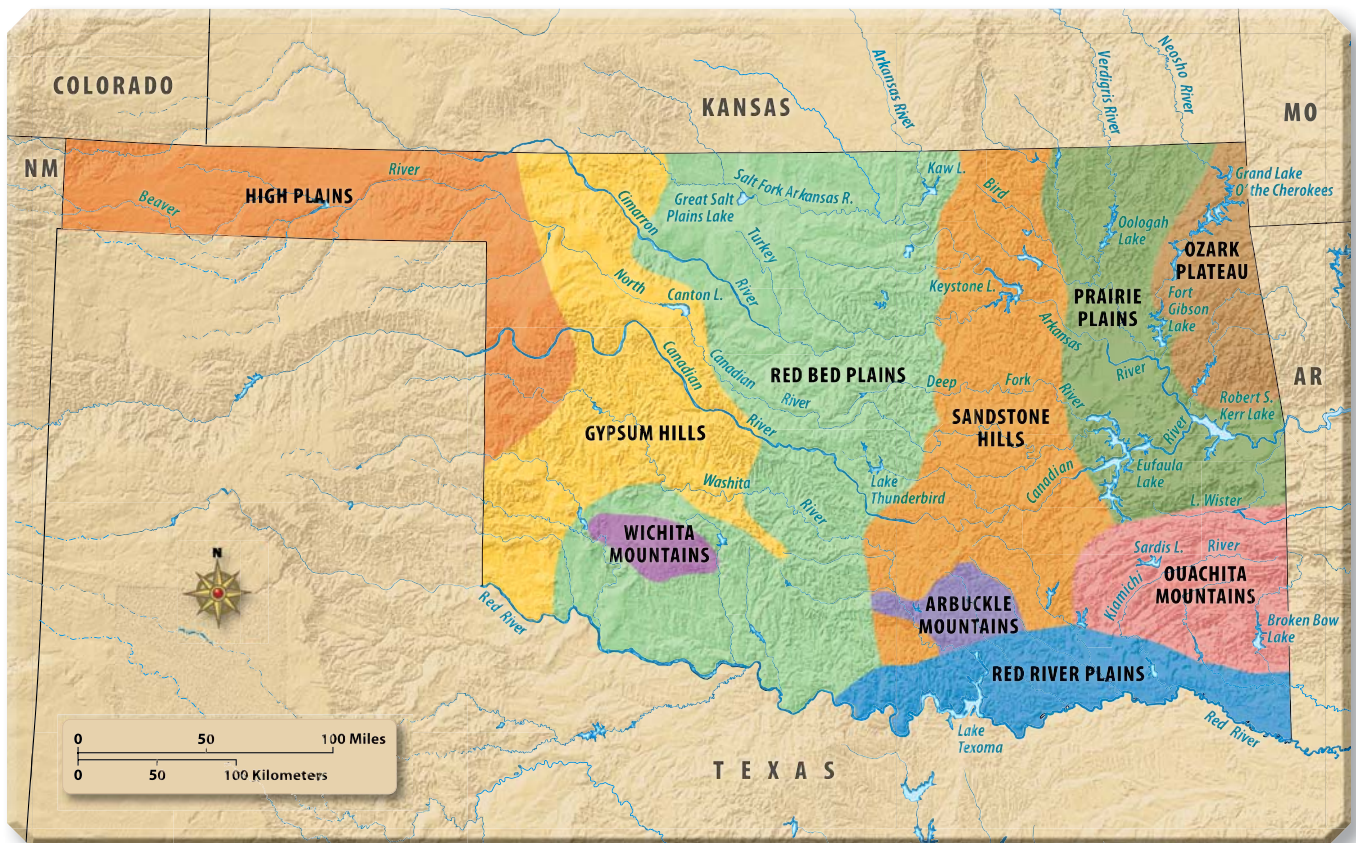 COLORADO
KANSAS
MO
NM
AR
TEXAS
HIGH PLAINS
Beaver
River
Cimarron
River
Salt Fork Arkansas R.
Great Salt
Plains Lake
Turkey
Kaw L.
Bird
Arkansas River
Verdigris River
Neosho River
Grand Lake
O' the Cherokees
Oologah
Lake
OZARK
PLATEAU
PRAIRIE
PLAINS
Fort
Gibson
Lake
Keystone L.
Arkansas
River
North
Canton L.
Canadian
River
Canadian
River
RED BED PLAINS
Deep
Fork
River
SANDSTONE
HILLS
GYPSUM HILLS
Robert S.
Kerr Lake
River
Eufaula
Lake
Canadian
Lake
Thunderbird
Washita
River
L. Wister
WICHITA
MOUNTAINS
Sardis L.
River
Kiamichi
OUACHITA
MOUNTAINS
ARBUCKLE
MOUNTAINS
Broken Bow
Lake
RED RIVER PLAINS
Red River
Red River
Lake
Texoma
N
0 50 100 Miles
0 50 100 Kilometers